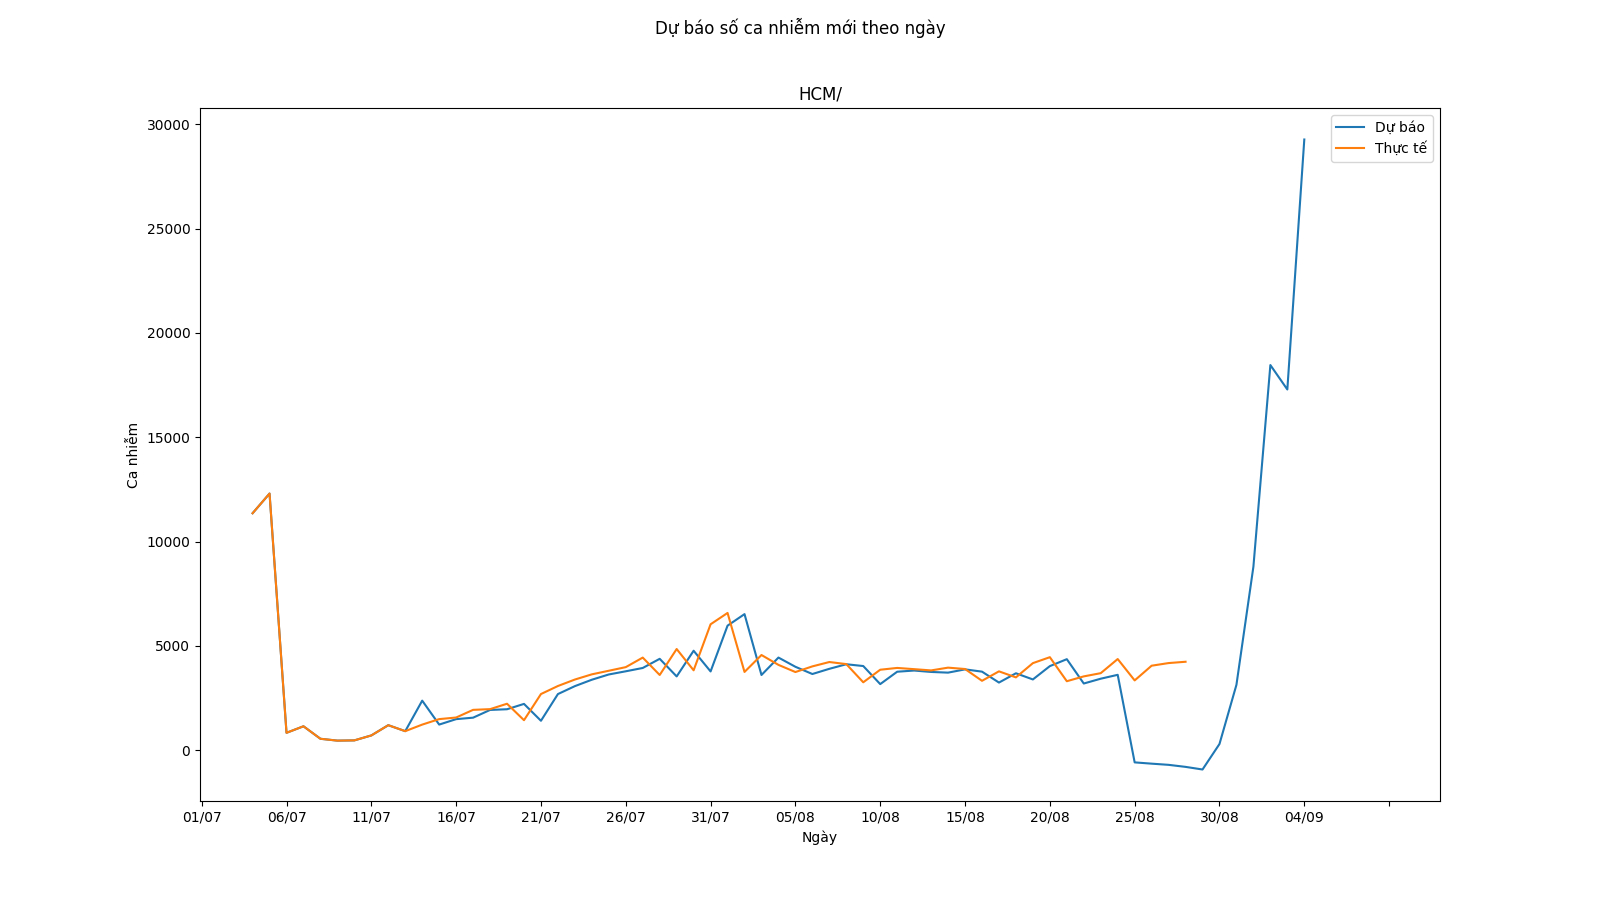 Dự báo số ca nhiễm mới theo ngày
HCM/
Dự báo
Thực tế
Ca nhiễm
30000
25000
20000
15000
10000
5000
0
01/07 06/07 11/07 16/07 21/07 26/07 31/07 05/08 10/08 15/08 20/08 25/08 30/08 04/09
Ngày